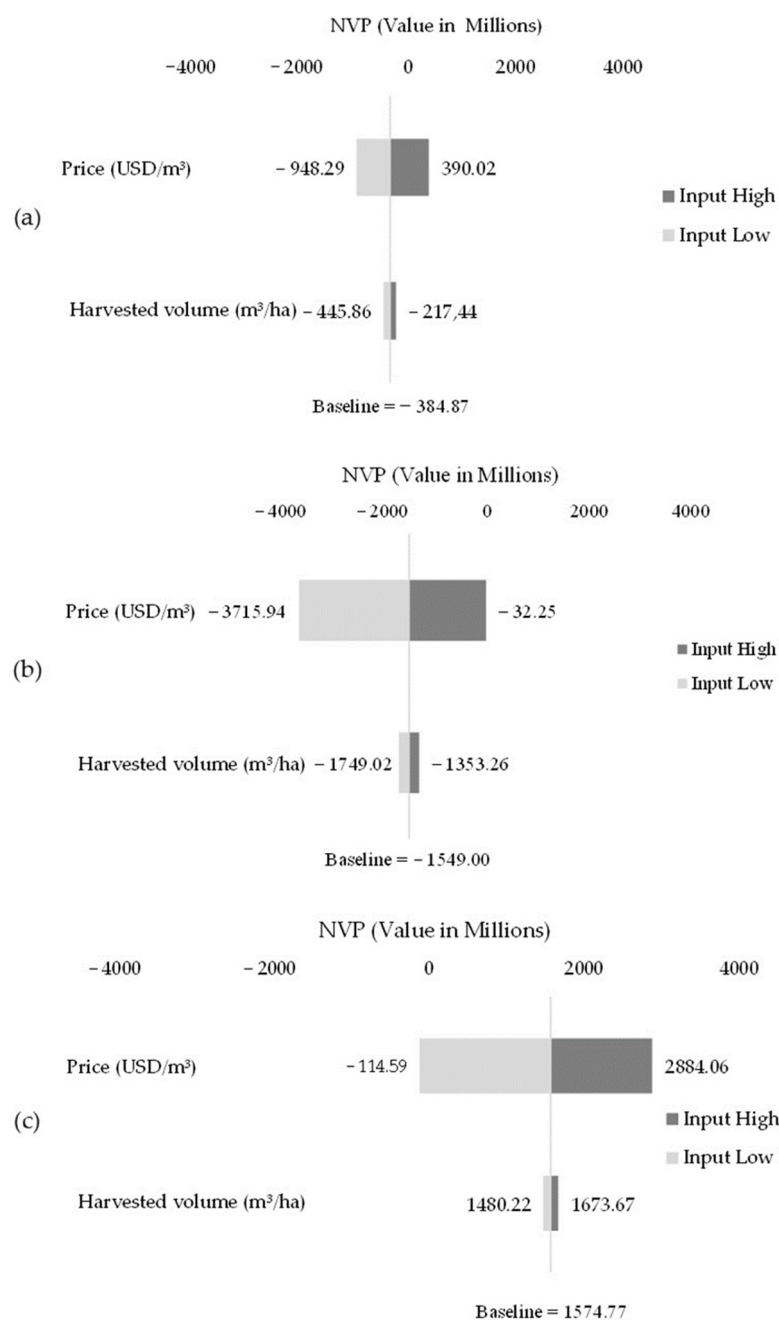 NVP (Value in Millions)
−4000 −2000 0 2000 4000
Price (USD/m³) −948.29 390.02
(a)
Input High
Input Low
Harvested volume (m³/ha) −445.86 −217,44
Baseline = −384.87
NVP (Value in Millions)
−4000 −2000 0 2000 4000
Price (USD/m³) −3715.94 −32.25
(b)
Input High
Input Low
Harvested volume (m³/ha) −1749.02 −1353.26
Baseline = −1549.00
NVP (Value in Millions)
−4000 −2000 0 2000 4000
Price (USD/m³) −114.59 2884.06
(c)
Input High
Input Low
Harvested volume (m³/ha) 1480.22 1673.67
Baseline = 1574.77